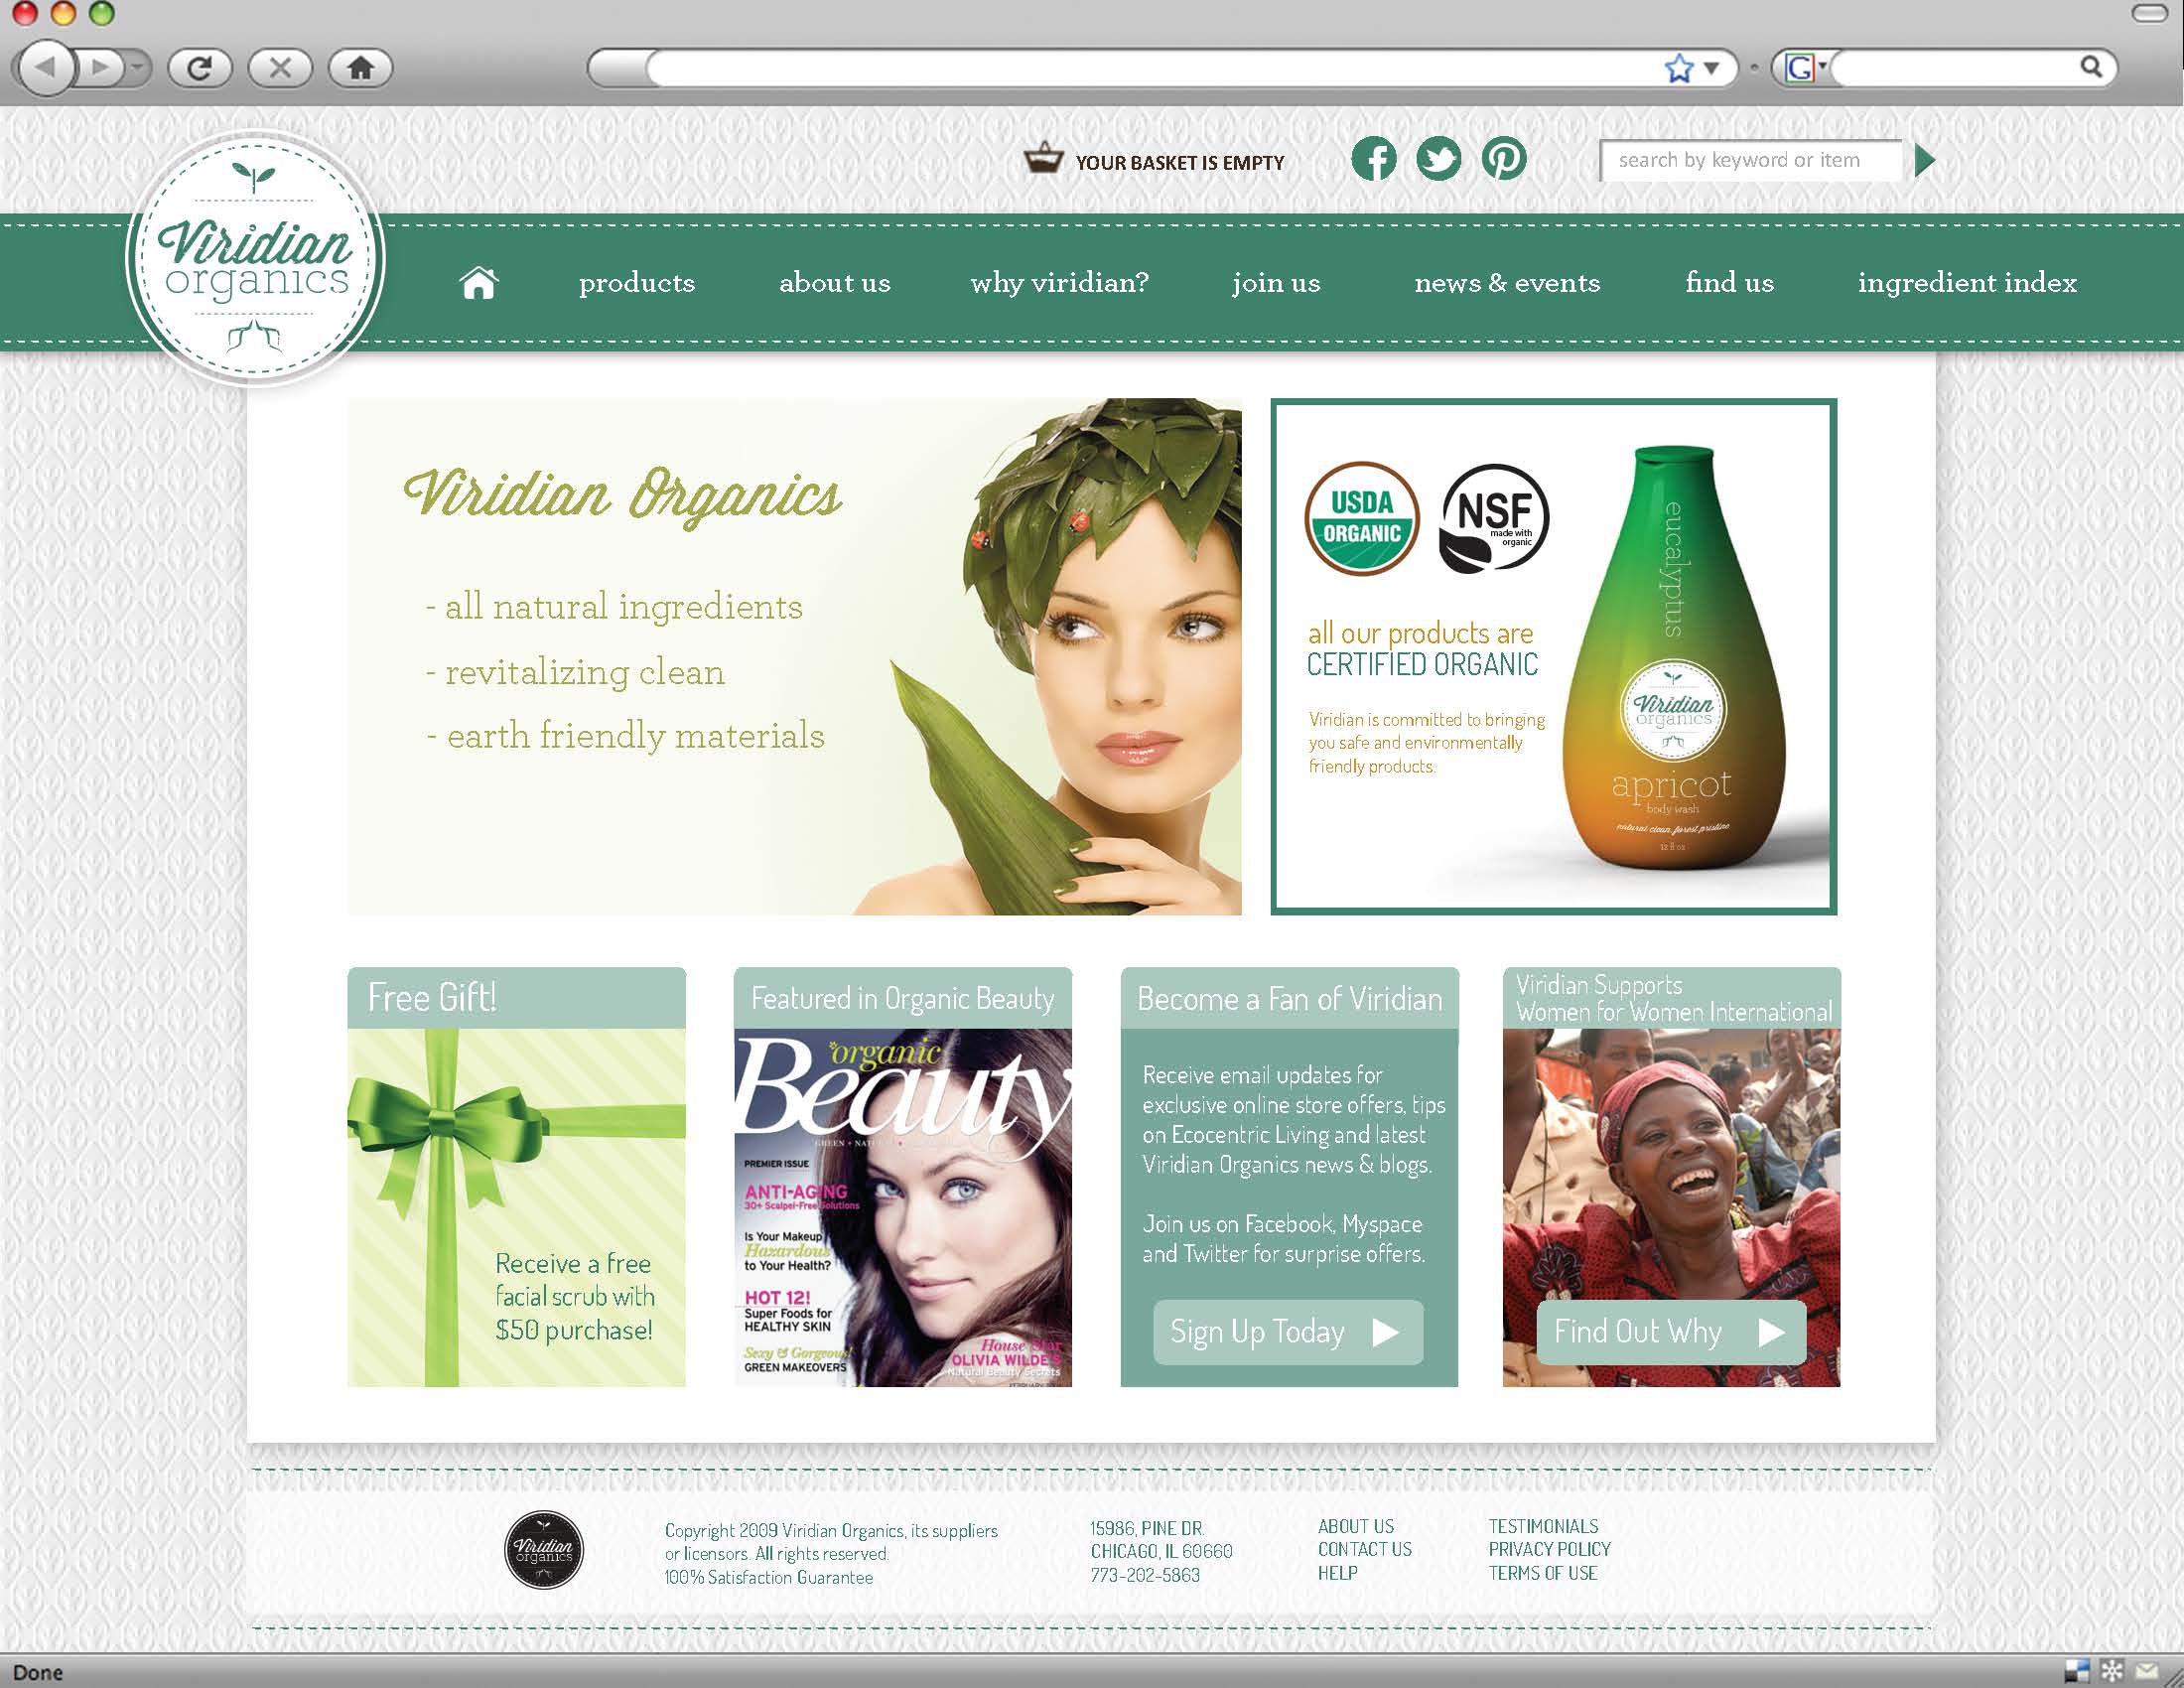 YOUR BASKET IS EMPTY
search by keyword or item
Viridian
organics
products
about us
why viridian?
join us
news & events
find us
ingredient index
Viridian Organics
- all natural ingredients
- revitalizing clean
- earth friendly materials
USDA
ORGANIC
NSF
made with
organic
all our products are
CERTIFIED ORGANIC
Viridian is committed to bringing
you safe and environmentally
friendly products.
eucalyptus
Viridian
organics
apricot
body wash
natural clean, forest pristine
12 fl oz
Free Gift!
Receive a free
facial scrub with
$50 purchase!
Featured in Organic Beauty
organic
Beauty
GREEN • NAT
PREMIER ISSUE
ANTI-AGING
30+ Scalpel-Free Solutions
Is Your Makeup
Hazardous
to Your Health?
HOT 12!
Super Foods for
HEALTHY SKIN
Sexy & Gorgeous
GREEN MAKEOVERS
House Star
OLIVIA WILDE'S
Natural Beauty Secrets
FEBRUARY
Become a Fan of Viridian
Receive email updates for
exclusive online store offers, tips
on Ecocentric Living and latest
Viridian Organics news & blogs.
Join us on Facebook, Myspace
and Twitter for surprise offers.
Sign Up Today
Viridian Supports
Women for Women International
Find Out Why
Viridian
organics
Copyright 2009 Viridian Organics, its suppliers
or licensors. All rights reserved.
100% Satisfaction Guarantee
15986, PINE DR.
CHICAGO, IL 60660
773-202-5863
ABOUT US
CONTACT US
HELP
TESTIMONIALS
PRIVACY POLICY
TERMS OF USE
Done